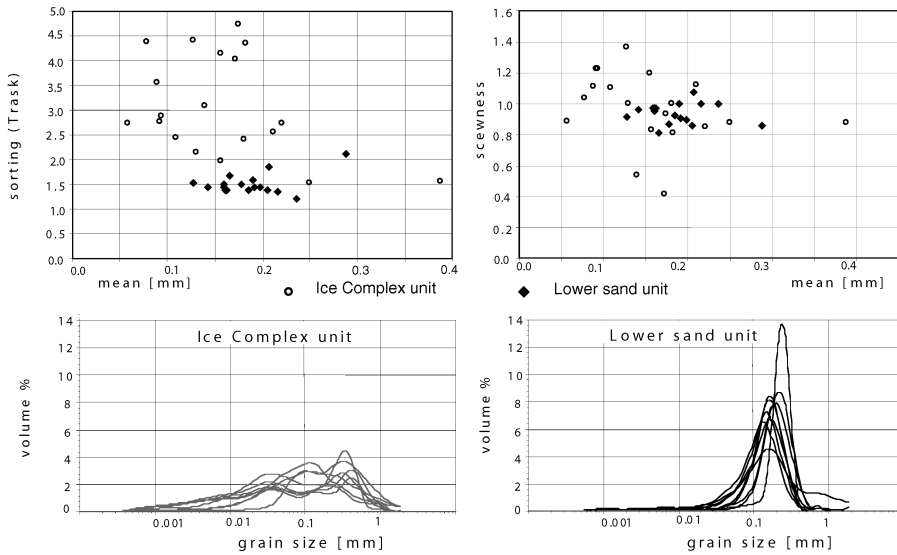 5.0
4.5
4.0
3.5
3.0
2.5
2.0
1.5
1.0
0.5
0.0
sorting (Trask)
0.0 0.1 0.2 0.3 0.4
mean [mm]
1.6
1.4
1.2
1.0
0.8
0.6
0.4
0.2
0.0
scewness
0.1 0.2 0.3 0.4
mean [mm]
Ice Complex unit
Lower sand unit
14
12
10
8
6
4
2
0
volume %
Ice Complex unit
0.001 0.01 0.1 1
grain size [mm]
14
12
10
8
6
4
2
0
volume %
Lower sand unit
0.001 0.01 0.1 1
grain size [mm]